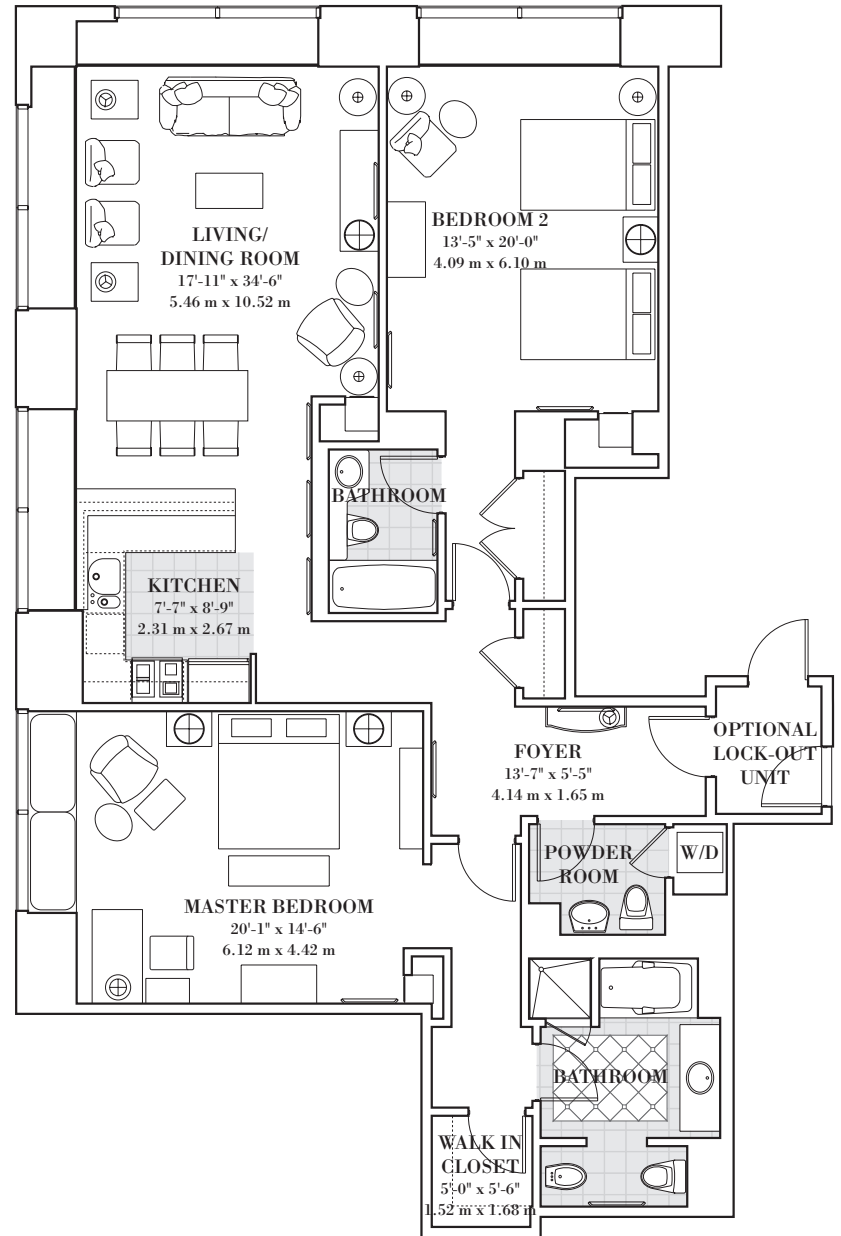 LIVING/
DINING ROOM
17'-11" x 34'-6"
5.46 m x 10.52 m
BEDROOM 2
13'-5" x 20'-0"
4.09 m x 6.10 m
BATHROOM
KITCHEN
7'-7" x 8'-9"
2.31 m x 2.67 m
FOYER
13'-7" x 5'-5"
4.14 m x 1.65 m
OPTIONAL
LOCK-OUT
UNIT
POWDER
ROOM
W/D
MASTER BEDROOM
20'-1" x 14'-6"
6.12 m x 4.42 m
BATHROOM
WALK IN
CLOSET
5'-0" x 5'-6"
1.52 m x 1.68 m